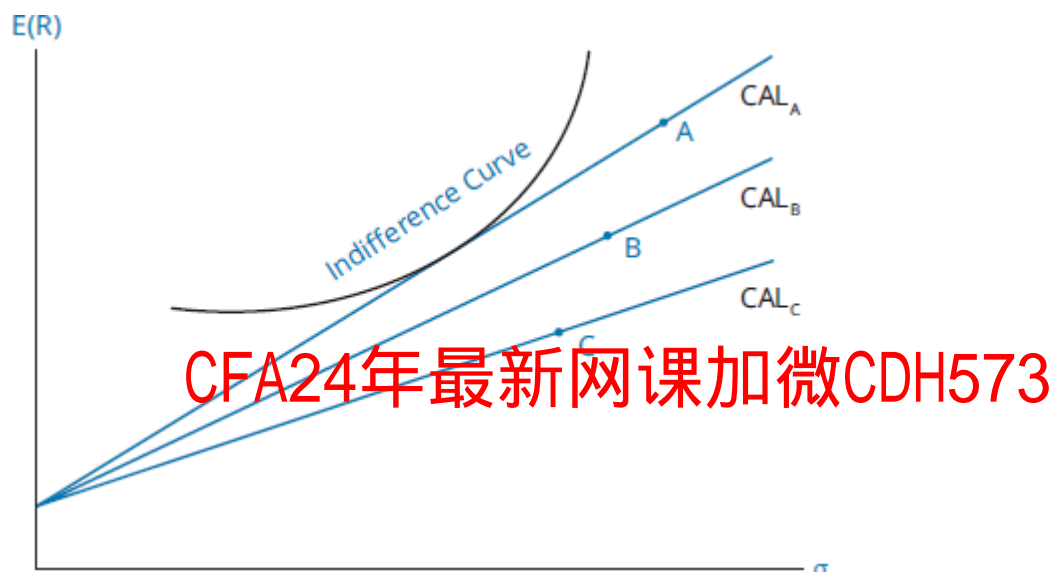 E(R)
CAL_A
A
Indifference Curve
CAL_B
B
CAL_C
C
CFA24年最新网课加微CDH573
σ